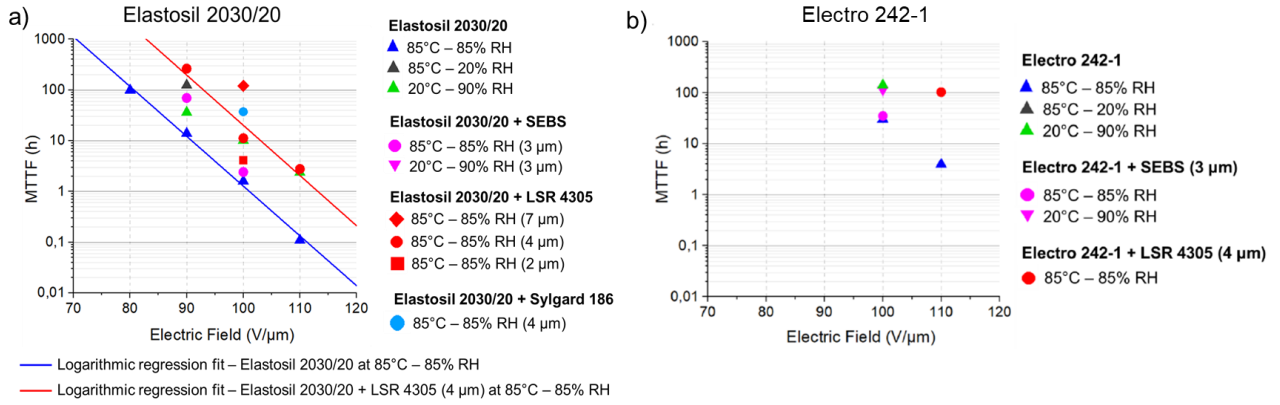 a)
Elastosil 2030/20
1000
100
10
1
0,1
0,01
MTTF (h)
70
80
90
100
110
120
Electric Field (V/µm)
Elastosil 2030/20
85°C – 85% RH
85°C – 20% RH
20°C – 90% RH
Elastosil 2030/20 + SEBS
85°C – 85% RH (3 µm)
20°C – 90% RH (3 µm)
Elastosil 2030/20 + LSR 4305
85°C – 85% RH (7 µm)
85°C – 85% RH (4 µm)
85°C – 85% RH (2 µm)
Elastosil 2030/20 + Sylgard 186
85°C – 85% RH (4 µm)
Logarithmic regression fit – Elastosil 2030/20 at 85°C – 85% RH
Logarithmic regression fit – Elastosil 2030/20 + LSR 4305 (4 µm) at 85°C – 85% RH
b)
Electro 242-1
1000
100
10
1
0,1
0,01
MTTF (h)
70
80
90
100
110
120
Electric Field (V/µm)
Electro 242-1
85°C – 85% RH
85°C – 20% RH
20°C – 90% RH
Electro 242-1 + SEBS (3 µm)
85°C – 85% RH
20°C – 90% RH
Electro 242-1 + LSR 4305 (4 µm)
85°C – 85% RH